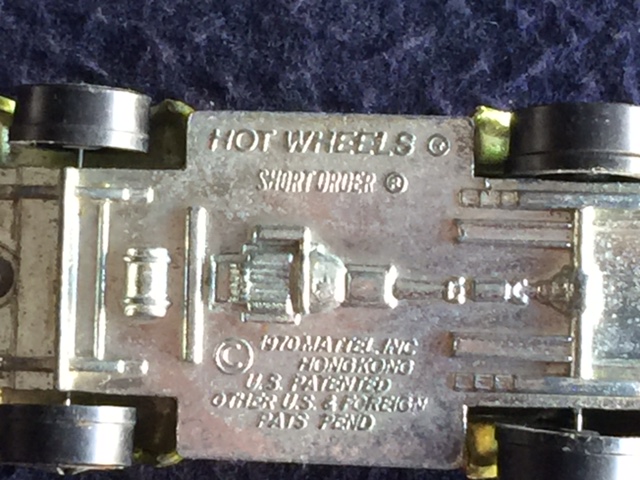 HOT WHEELS ®
SHORT ORDER ®
© 1970 MATTEL, INC.
HONG KONG
U.S. PATENTED
OTHER U.S. & FOREIGN
PATS PEND